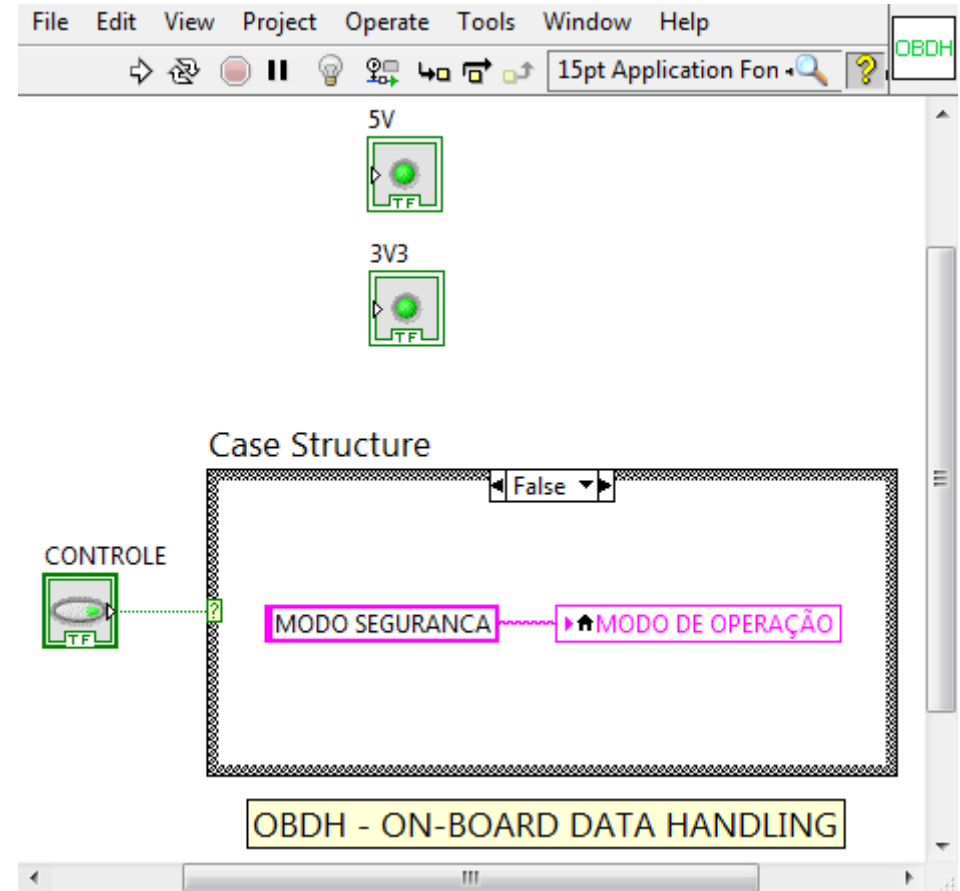 File Edit View Project Operate Tools Window Help
OBDH
15pt Application Fon
5V
TF
3V3
TF
Case Structure
False
CONTROLE
TF
?
MODO SEGURANCA
MODO DE OPERAÇÃO
OBDH - ON-BOARD DATA HANDLING